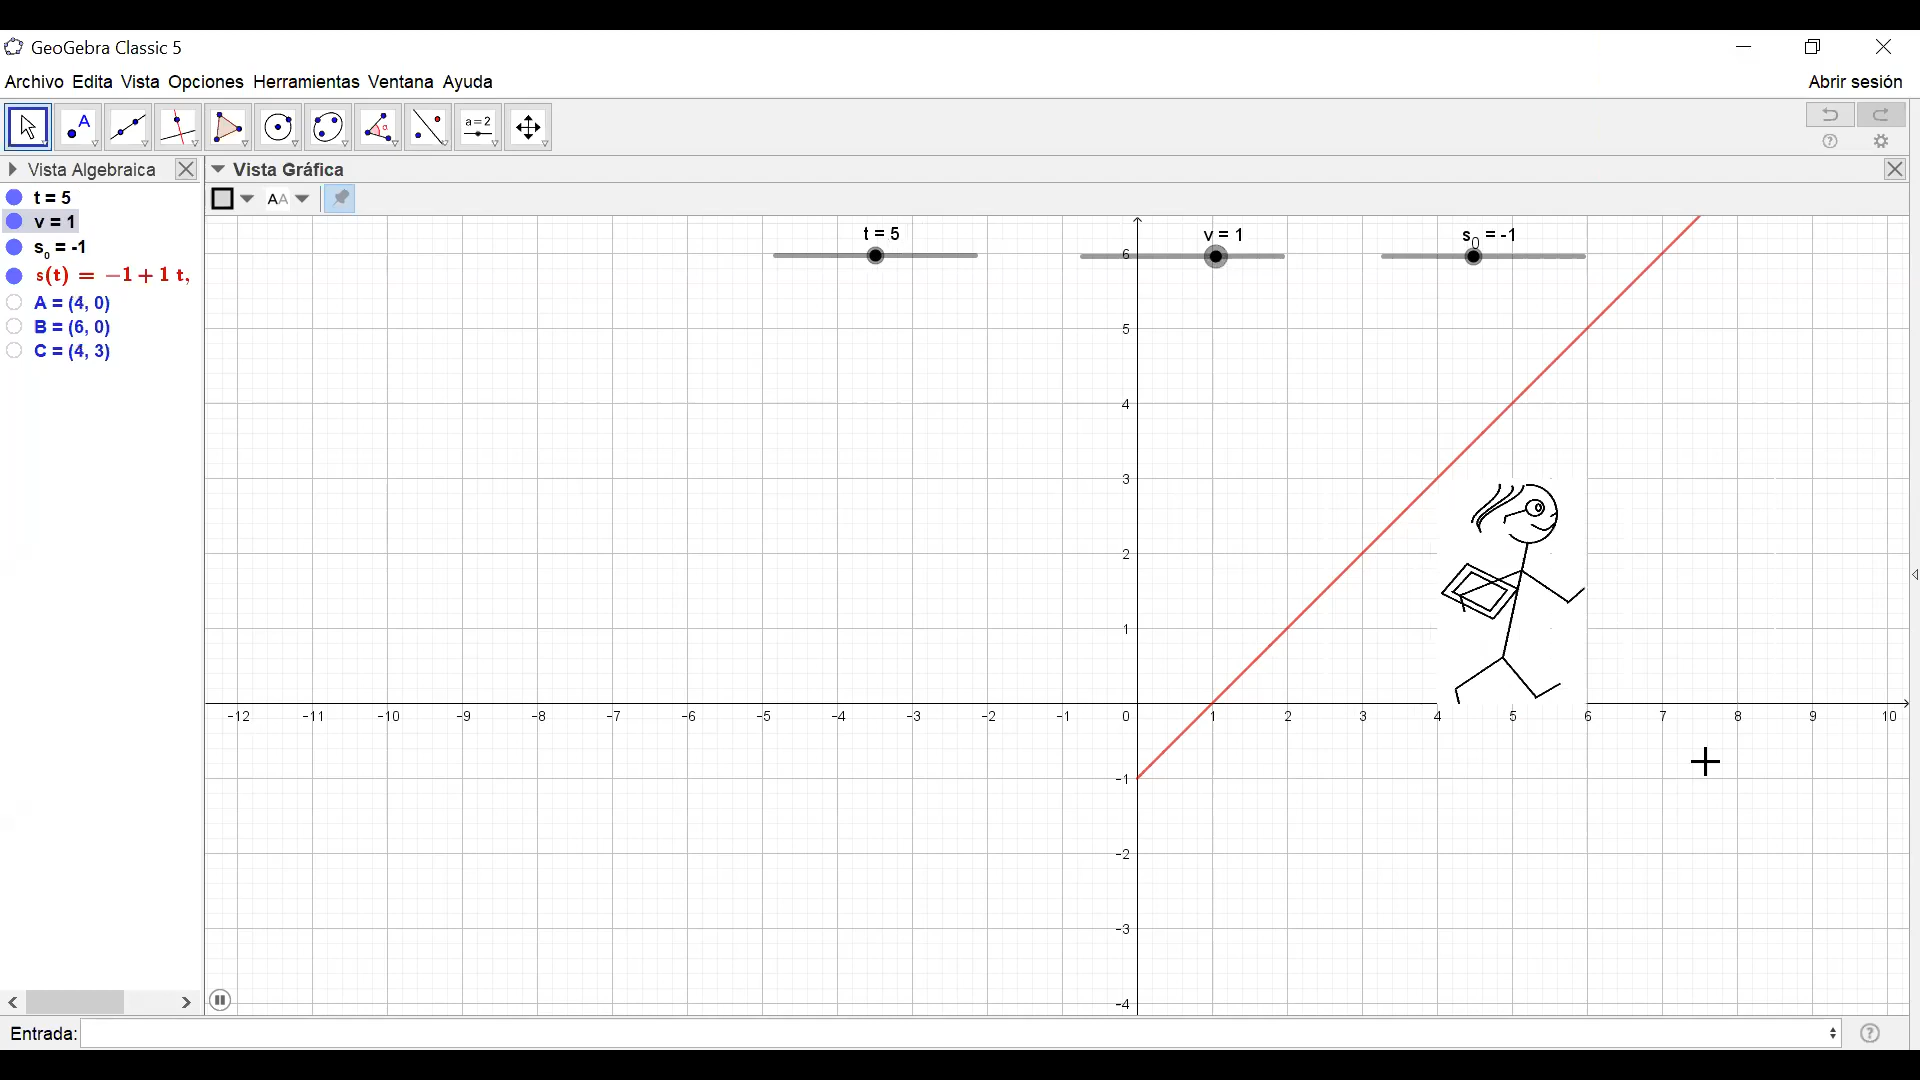 GeoGebra Classic 5
Archivo Edita Vista Opciones Herramientas Ventana Ayuda
Abrir sesión
A
α
a=2
Vista Algebraica
Vista Gráfica
AA
t = 5
v = 1
s₀ = -1
s(t) = −1 + 1 t,
A = (4, 0)
B = (6, 0)
C = (4, 3)
t = 5
v = 1
s₀ = -1
6
5
4
3
2
1
-12 -11 -10 -9 -8 -7 -6 -5 -4 -3 -2 -1 0 1 2 3 4 5 6 7 8 9 10
-1
-2
-3
-4
Entrada: